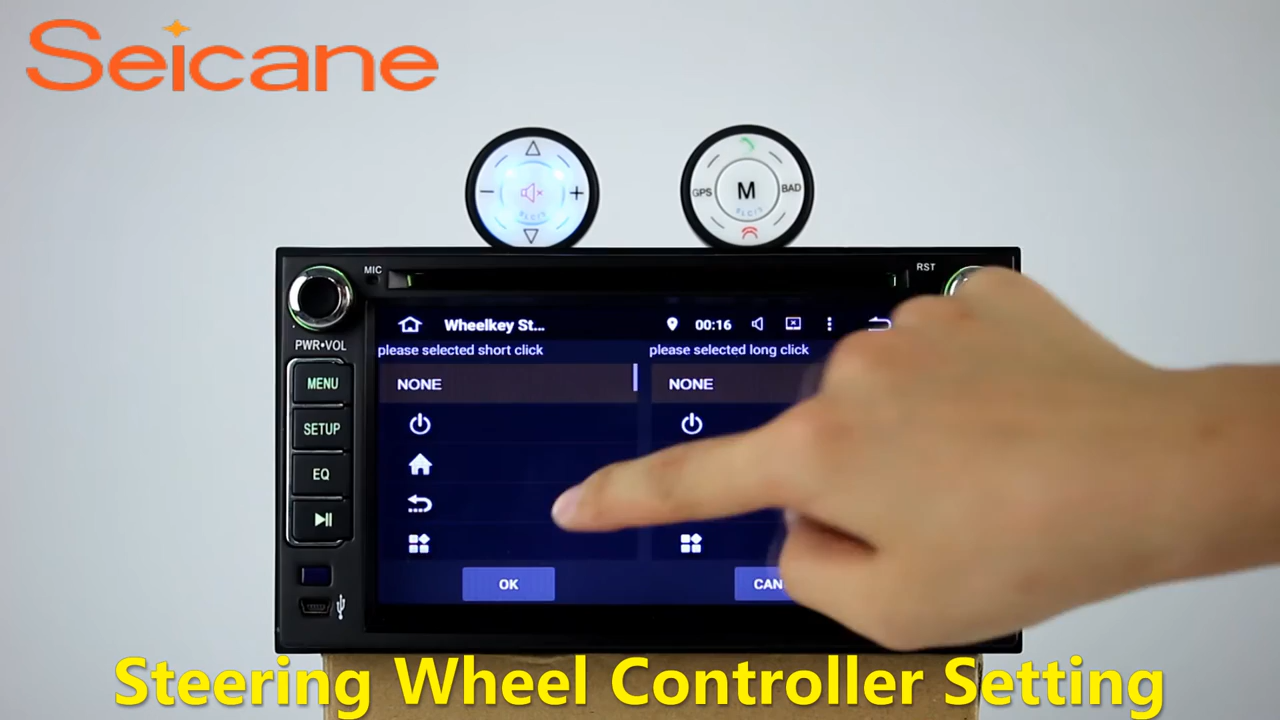 Seicane
M
GPS
BAD
MIC
RST
PWR•VOL
MENU
SETUP
EQ
Wheelkey St...
00:16
please selected short click
please selected long click
NONE
NONE
OK
CAN
Steering Wheel Controller Setting